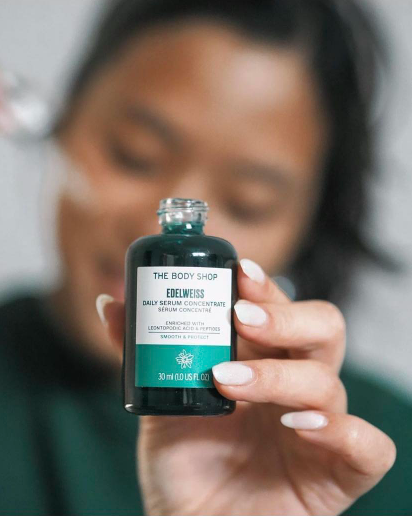 THE BODY SHOP
EDELWEISS
DAILY SERUM CONCENTRATE
SÉRUM CONCENTRÉ
ENRICHED WITH
LEONTOPODIC ACID & PEPTIDES
SMOOTH & PROTECT
30 ml (1.0 US FL OZ)